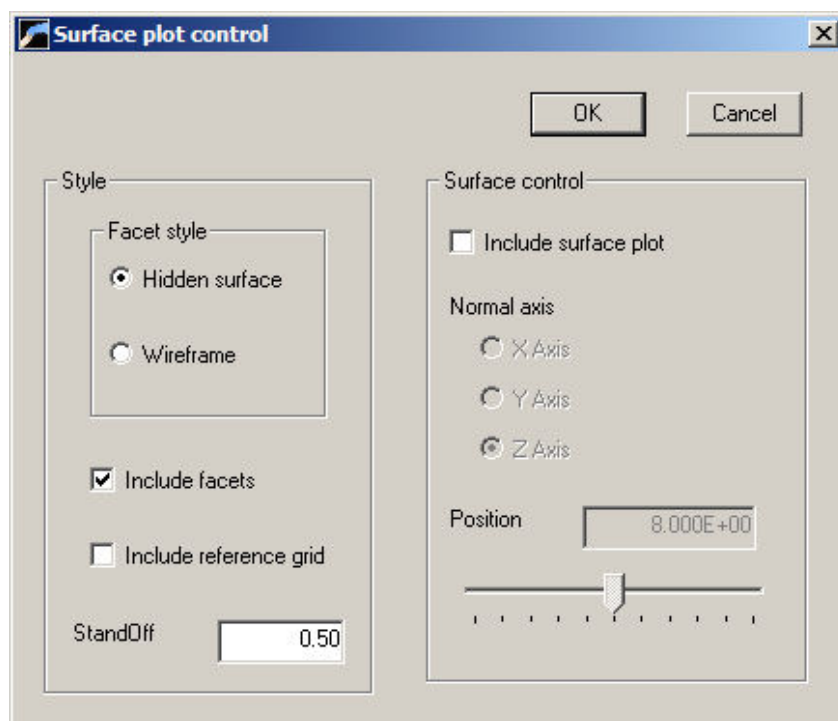 Surface plot control
OK
Cancel
Style
Facet style
Hidden surface
Wireframe
Include facets
Include reference grid
StandOff
0.50
Surface control
Include surface plot
Normal axis
X Axis
Y Axis
Z Axis
Position
8.000E+00